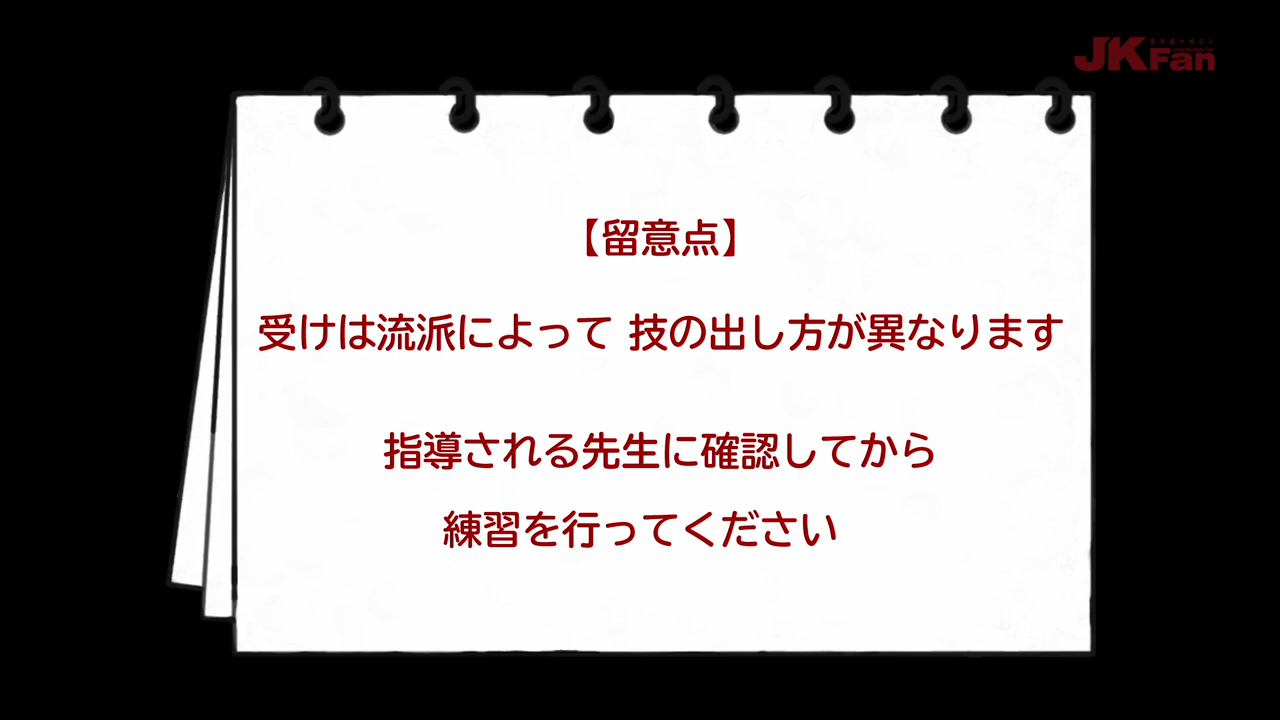 JKFan
【留意点】
受けは流派によって 技の出し方が異なります
指導される先生に確認してから
練習を行ってください